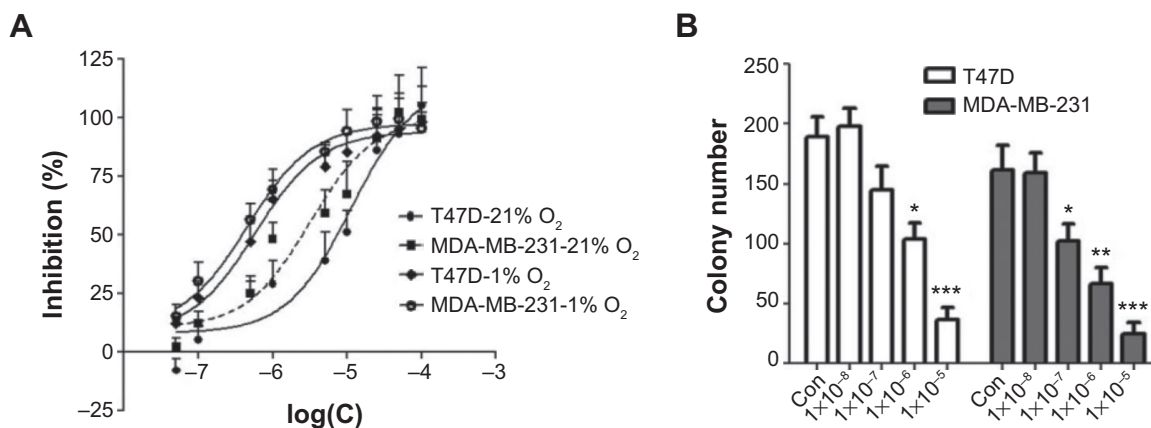 A
Inhibition (%)
125
100
75
50
25
0
–25
–7
–6
–5
–4
–3
log(C)
T47D-21% O₂
MDA-MB-231-21% O₂
T47D-1% O₂
MDA-MB-231-1% O₂
B
Colony number
250
200
150
100
50
0
T47D
MDA-MB-231
*
***
*
**
***
Con
1×10⁻⁸
1×10⁻⁷
1×10⁻⁶
1×10⁻⁵
Con
1×10⁻⁸
1×10⁻⁷
1×10⁻⁶
1×10⁻⁵